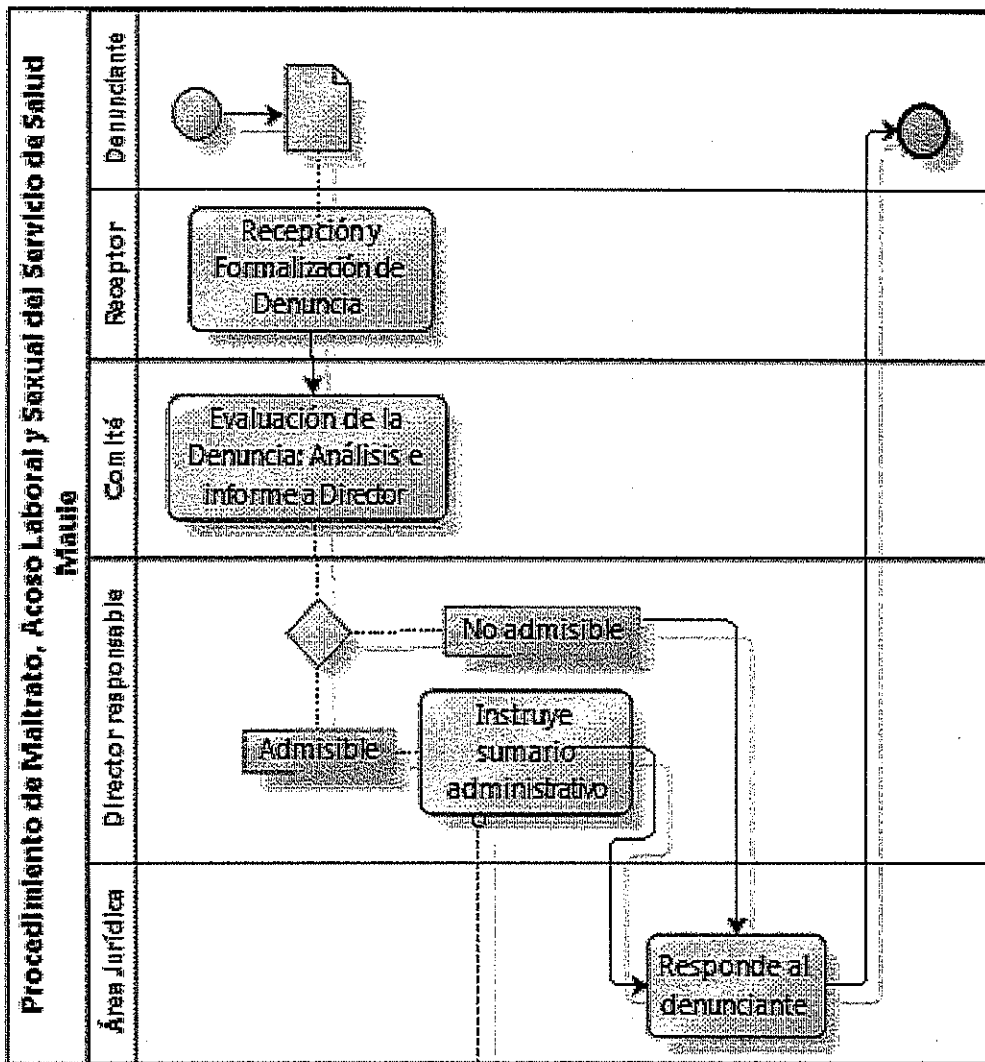 Procedimiento de Maltrato, Acoso Laboral y Sexual del Servicio de Salud
Maule
Denunciante
Receptor
Recepción y
Formalización de
Denuncia
Comité
Evaluación de la
Denuncia: Análisis e
informe a Director
Director responsable
No admisible
Admisible
Instruye
sumario
administrativo
Área Jurídica
Responde al
denunciante